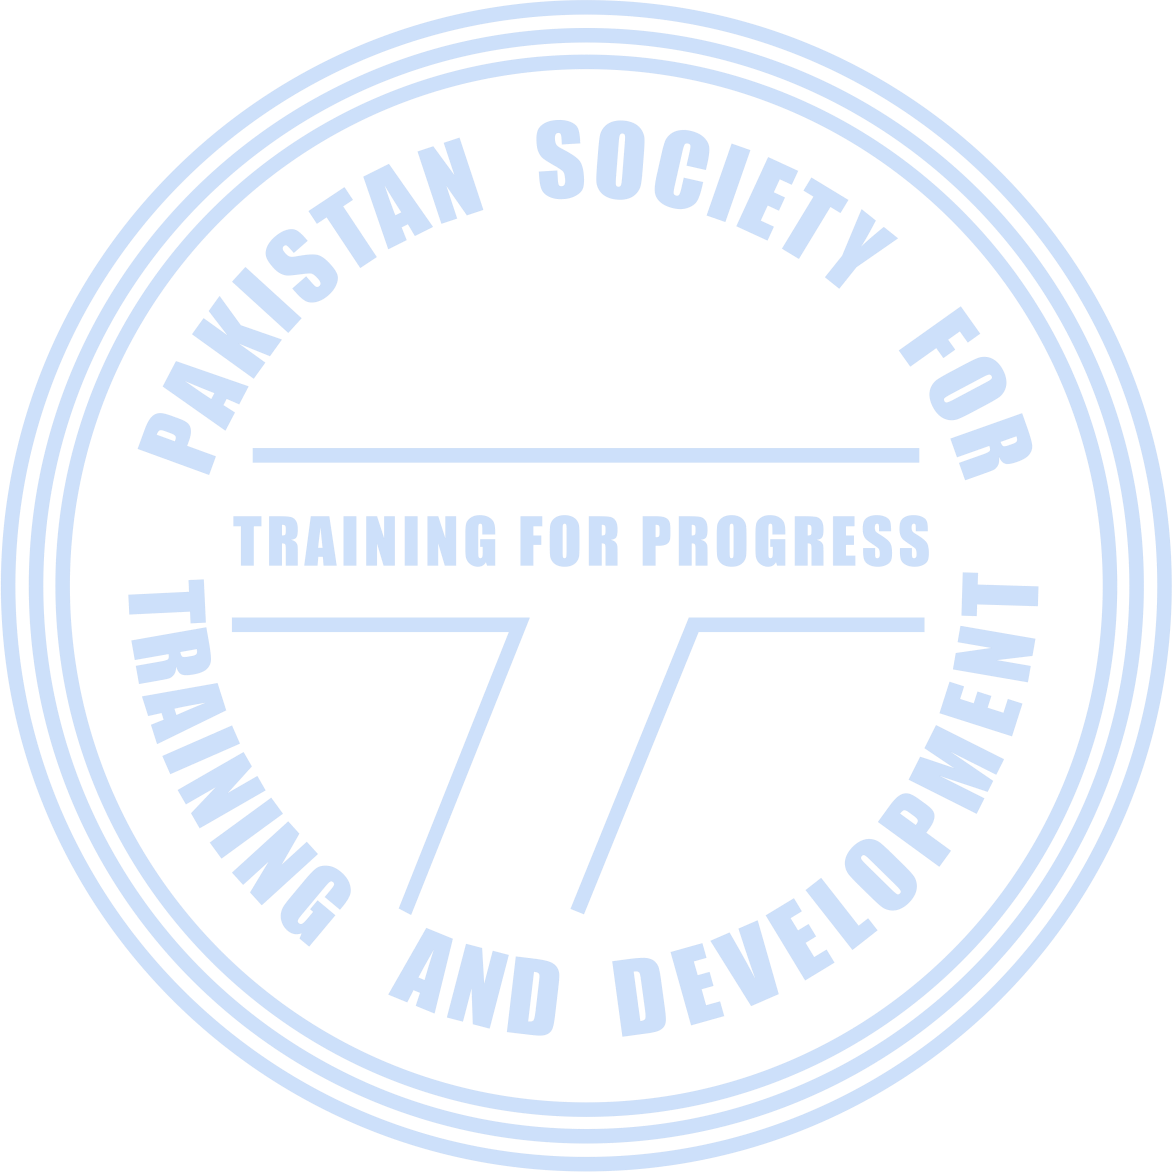 PAKISTAN SOCIETY FOR
TRAINING FOR PROGRESS
TRAINING AND DEVELOPMENT